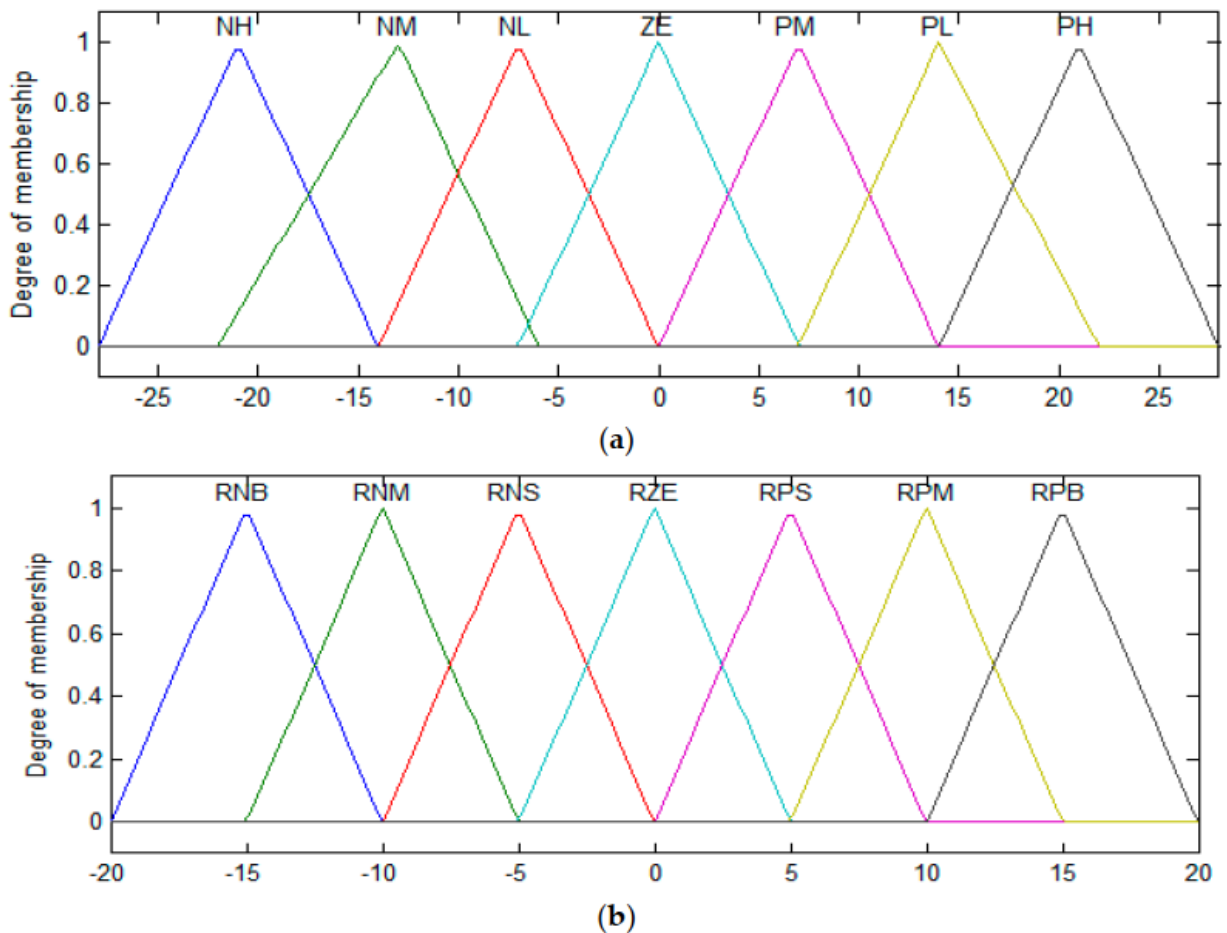 NH NM NL ZE PM PL PH
1
0.8
0.6
0.4
0.2
0
Degree of membership
-25 -20 -15 -10 -5 0 5 10 15 20 25
(a)
RNB RNM RNS RZE RPS RPM RPB
1
0.8
0.6
0.4
0.2
0
Degree of membership
-20 -15 -10 -5 0 5 10 15 20
(b)